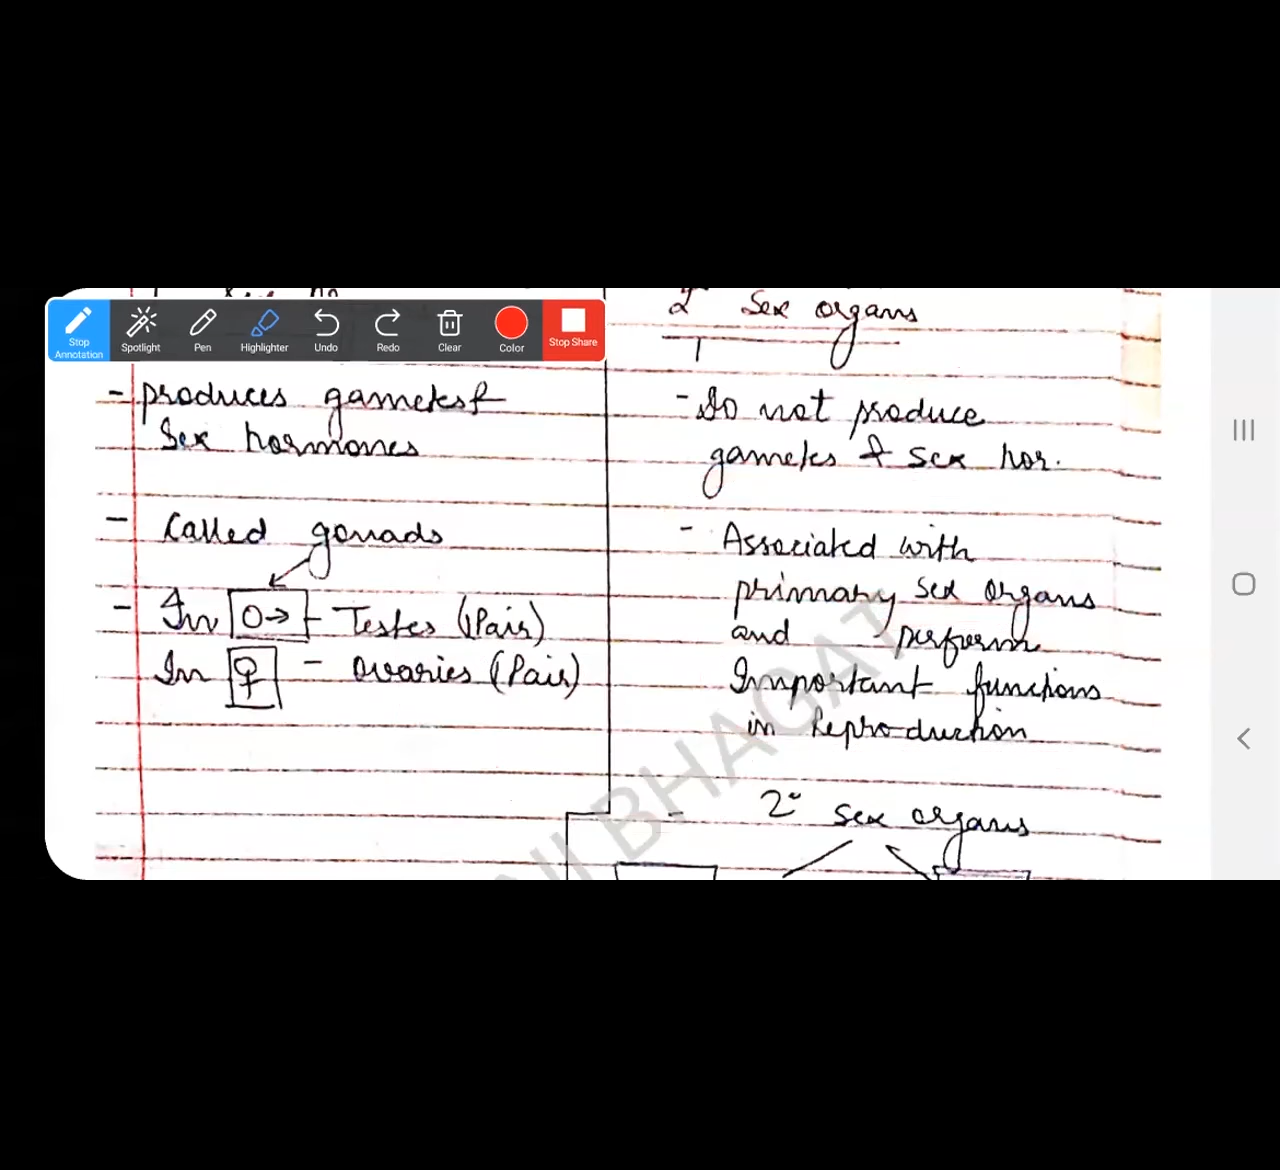 2° Sex organs
Stop Annotation
Spotlight
Pen
Highlighter
Undo
Redo
Clear
Color
Stop Share
- produces gametes &
Sex hormones
- Called gonads
- In ♂ - Testes (Pair)
In ♀ - ovaries (Pair)
- Do not produce
gametes & sex hor.
- Associated with
primary sex organs
and perform
Important functions
in Reproduction
- 2° sex organs
NI BHAGAT